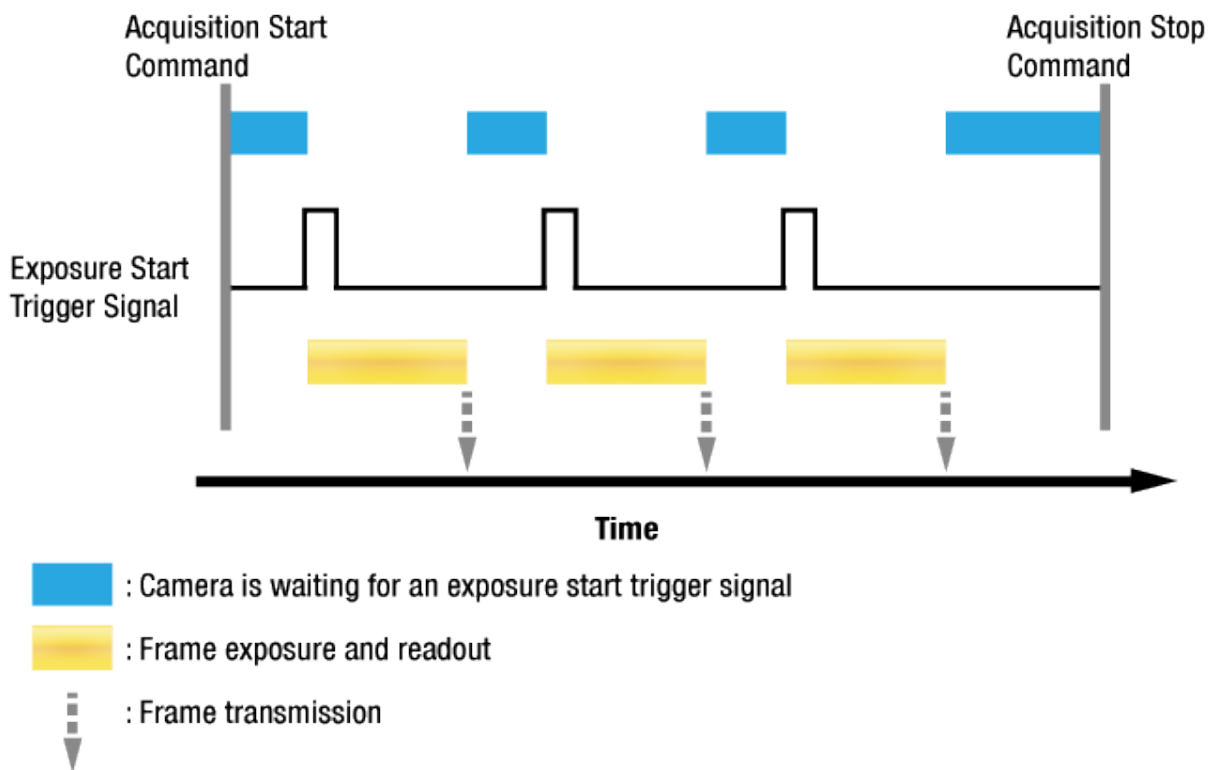 Acquisition Start
Command
Acquisition Stop
Command
Exposure Start
Trigger Signal
Time
: Camera is waiting for an exposure start trigger signal
: Frame exposure and readout
: Frame transmission